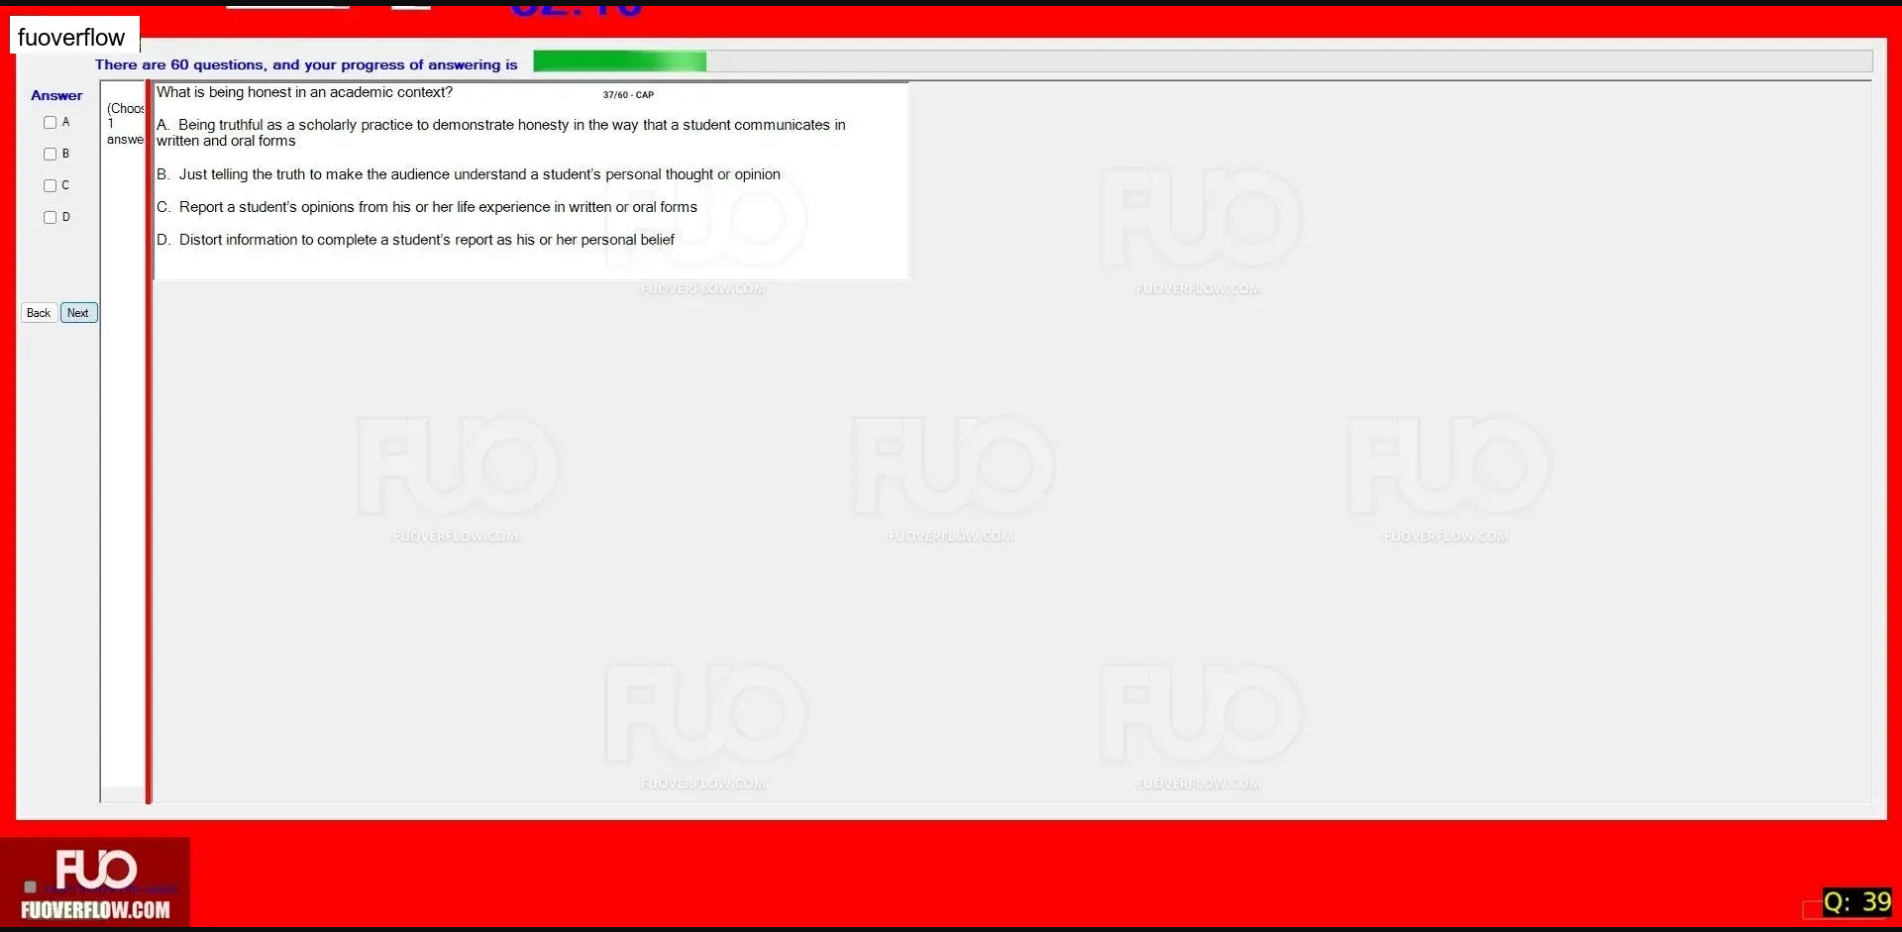 fuoverflow
There are 60 questions, and your progress of answering is
Answer
A
B
C
D
Back
Next
(Choos
1
answe
What is being honest in an academic context?
37/60 - CAP
A. Being truthful as a scholarly practice to demonstrate honesty in the way that a student communicates in
written and oral forms
B. Just telling the truth to make the audience understand a student's personal thought or opinion
C. Report a student's opinions from his or her life experience in written or oral forms
D. Distort information to complete a student's report as his or her personal belief
FUO
FUOVERFLOW.COM
FUO
FUOVERFLOW.COM
FUO
FUOVERFLOW.COM
FUO
FUOVERFLOW.COM
FUO
FUOVERFLOW.COM
FUO
FUOVERFLOW.COM
FUO
FUOVERFLOW.COM
FUO
FUOVERFLOW.COM
Q: 39